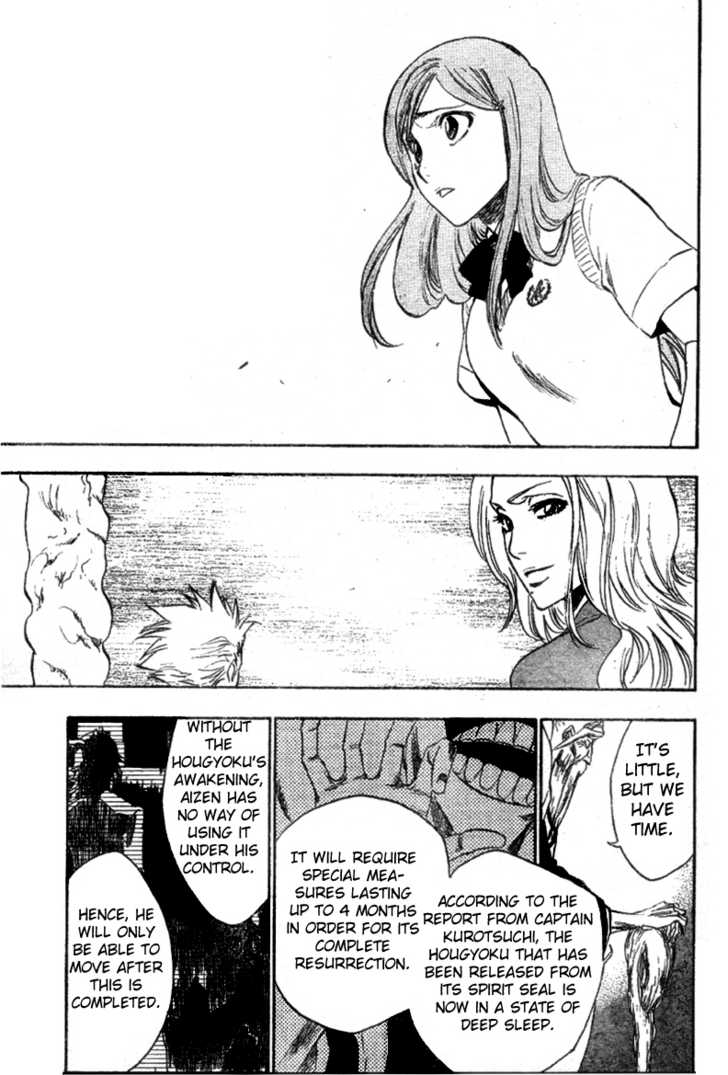 IT'S
LITTLE,
BUT WE
HAVE
TIME.
ACCORDING TO THE
REPORT FROM CAPTAIN
KUROTSUCHI, THE
HOUGYOKU THAT HAS
BEEN RELEASED FROM
ITS SPIRIT SEAL IS
NOW IN A STATE OF
DEEP SLEEP.
IT WILL REQUIRE
SPECIAL MEA-
SURES LASTING
UP TO 4 MONTHS
IN ORDER FOR ITS
COMPLETE
RESURRECTION.
WITHOUT
THE
HOUGYOKU'S
AWAKENING,
AIZEN HAS
NO WAY OF
USING IT
UNDER HIS
CONTROL.
HENCE, HE
WILL ONLY
BE ABLE TO
MOVE AFTER
THIS IS
COMPLETED.